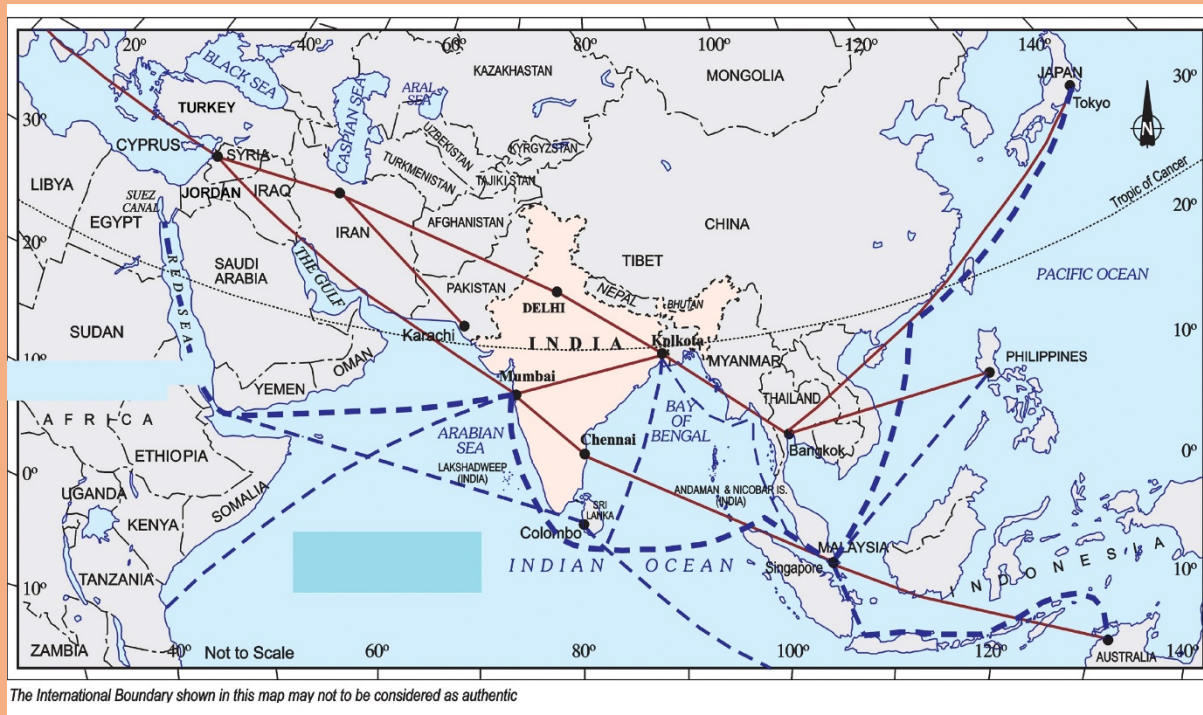 20º
40º
60º
80º
100º
120º
140º
30º
BLACK SEA
TURKEY
CYPRUS
SYRIA
LIBYA
SUEZ
CANAL
JORDAN
IRAQ
EGYPT
20º
CASPIAN SEA
ARAL
SEA
KAZAKHASTAN
UZBEKISTAN
KYRGYZSTAN
TURKMENISTAN
TAJIKISTAN
AFGHANISTAN
IRAN
MONGOLIA
CHINA
TIBET
JAPAN
Tokyo
30º
N
Tropic of Cancer
20º
PACIFIC OCEAN
SAUDI
ARABIA
THE GULF
RED SEA
SUDAN
10º
PAKISTAN
Karachi
DELHI
NEPAL
BHUTAN
INDIA
Kolkota
MYANMAR
PHILIPPINES
10º
OMAN
YEMEN
Mumbai
THAILAND
Bangkok
BAY
OF
BENGAL
AFRICA
ETHIOPIA
0º
ARABIAN
SEA
LAKSHADWEEP
(INDIA)
Chennai
ANDAMAN & NICOBAR IS.
(INDIA)
0º
UGANDA
KENYA
SOMALIA
SRI
LANKA
Colombo
MALAYSIA
Singapore
INDIAN OCEAN
INDONESIA
TANZANIA
10º
10º
ZAMBIA
40º
Not to Scale
60º
80º
100º
120º
AUSTRALIA
140º
The International Boundary shown in this map may not to be considered as authentic